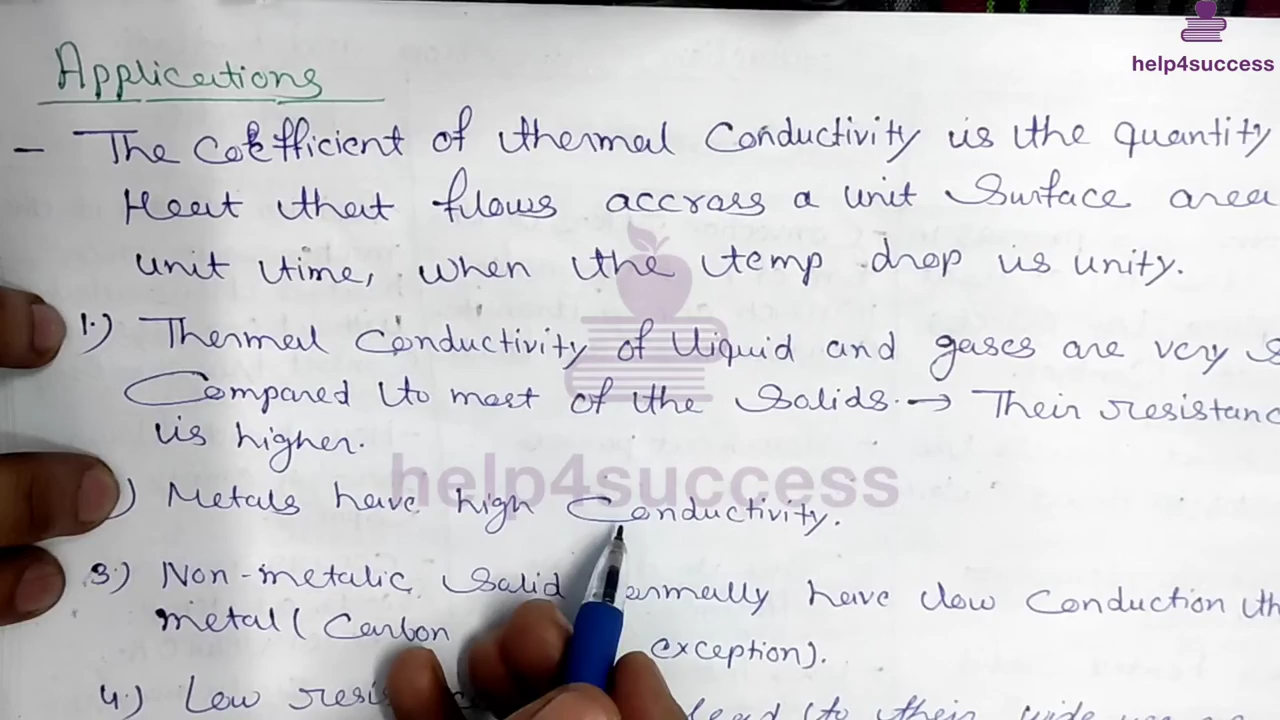 help4success
Applications
- The coefficient of thermal conductivity is the quantity
Heat that flows accrass a unit surface area
unit time, when the temp drop is unity.
1.) Thermal conductivity of liquid and gases are very
Compared to most of the solids. → Their resistanc
is higher.
help4success
) Metals have high conductivity.
3.) Non-metalic solid have low conduction th
metal ( Carbon exception).
4.) Low lead to their wide